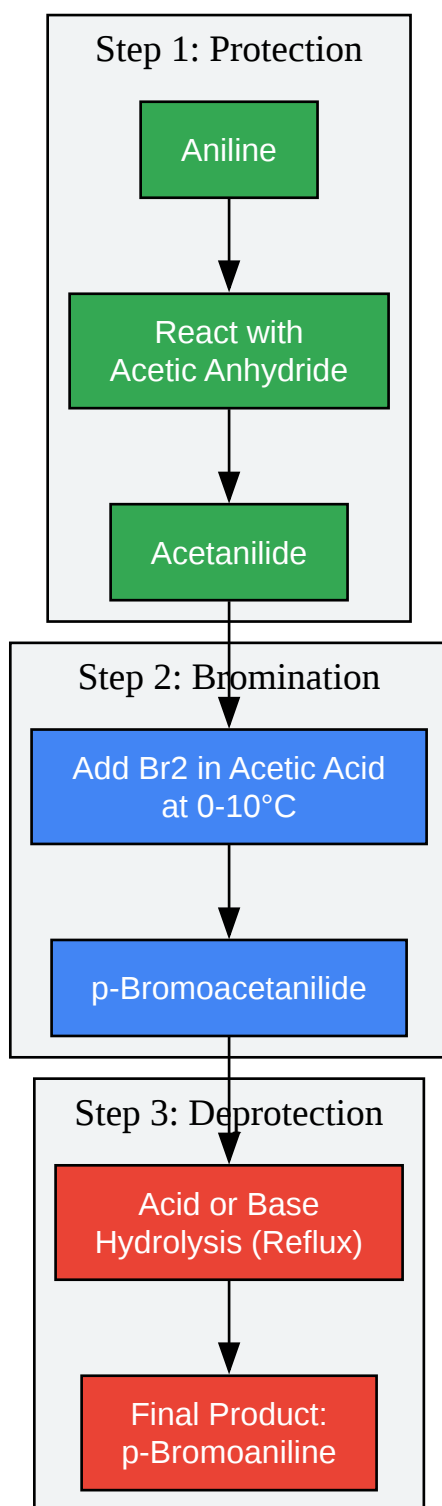 Step 1: Protection
Aniline
React with
Acetic Anhydride
Acetanilide
Step 2: Bromination
Add Br2 in Acetic Acid
at 0-10°C
p-Bromoacetanilide
Step 3: Deprotection
Acid or Base
Hydrolysis (Reflux)
Final Product:
p-Bromoaniline